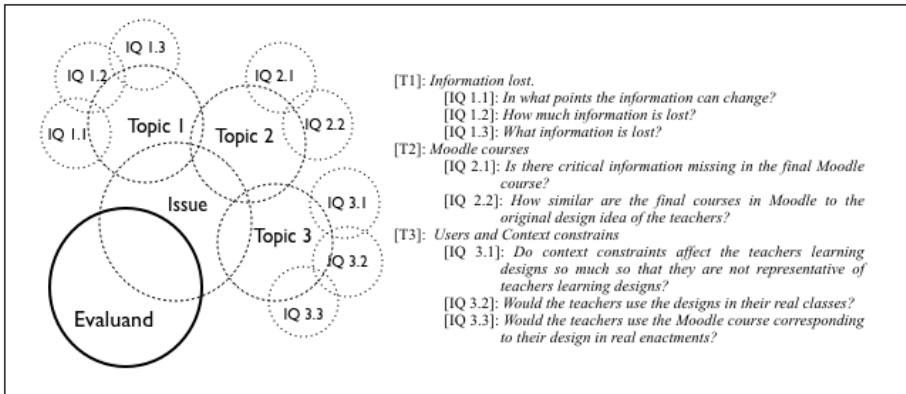 IQ 1.3
IQ 1.2
IQ 2.1
IQ 1.1
Topic 1
Topic 2
IQ 2.2
Issue
IQ 3.1
Topic 3
IQ 3.2
IQ 3.3
Evaluand
[T1]: Information lost.
[IQ 1.1]: In what points the information can change?
[IQ 1.2]: How much information is lost?
[IQ 1.3]: What information is lost?
[T2]: Moodle courses
[IQ 2.1]: Is there critical information missing in the final Moodle
course?
[IQ 2.2]: How similar are the final courses in Moodle to the
original design idea of the teachers?
[T3]: Users and Context constrains
[IQ 3.1]: Do context constraints affect the teachers learning
designs so much so that they are not representative of
teachers learning designs?
[IQ 3.2]: Would the teachers use the designs in their real classes?
[IQ 3.3]: Would the teachers use the Moodle course corresponding
to their design in real enactments?